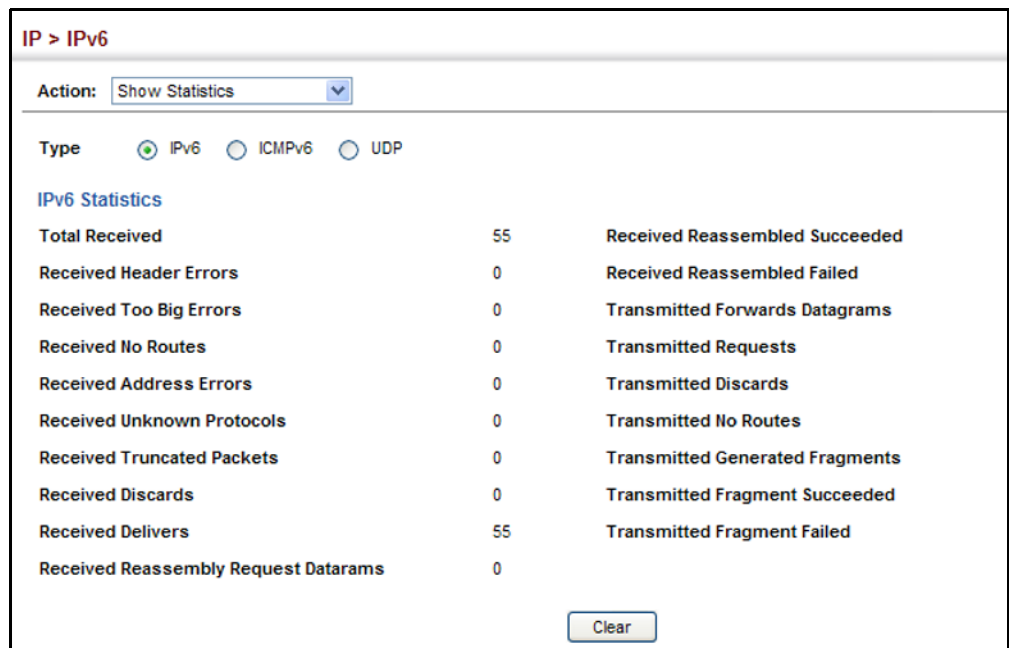 IP > IPv6
Action: Show Statistics
Type IPv6 ICMPv6 UDP
IPv6 Statistics
Total Received 55 Received Reassembled Succeeded
Received Header Errors 0 Received Reassembled Failed
Received Too Big Errors 0 Transmitted Forwards Datagrams
Received No Routes 0 Transmitted Requests
Received Address Errors 0 Transmitted Discards
Received Unknown Protocols 0 Transmitted No Routes
Received Truncated Packets 0 Transmitted Generated Fragments
Received Discards 0 Transmitted Fragment Succeeded
Received Delivers 55 Transmitted Fragment Failed
Received Reassembly Request Datarams 0
Clear